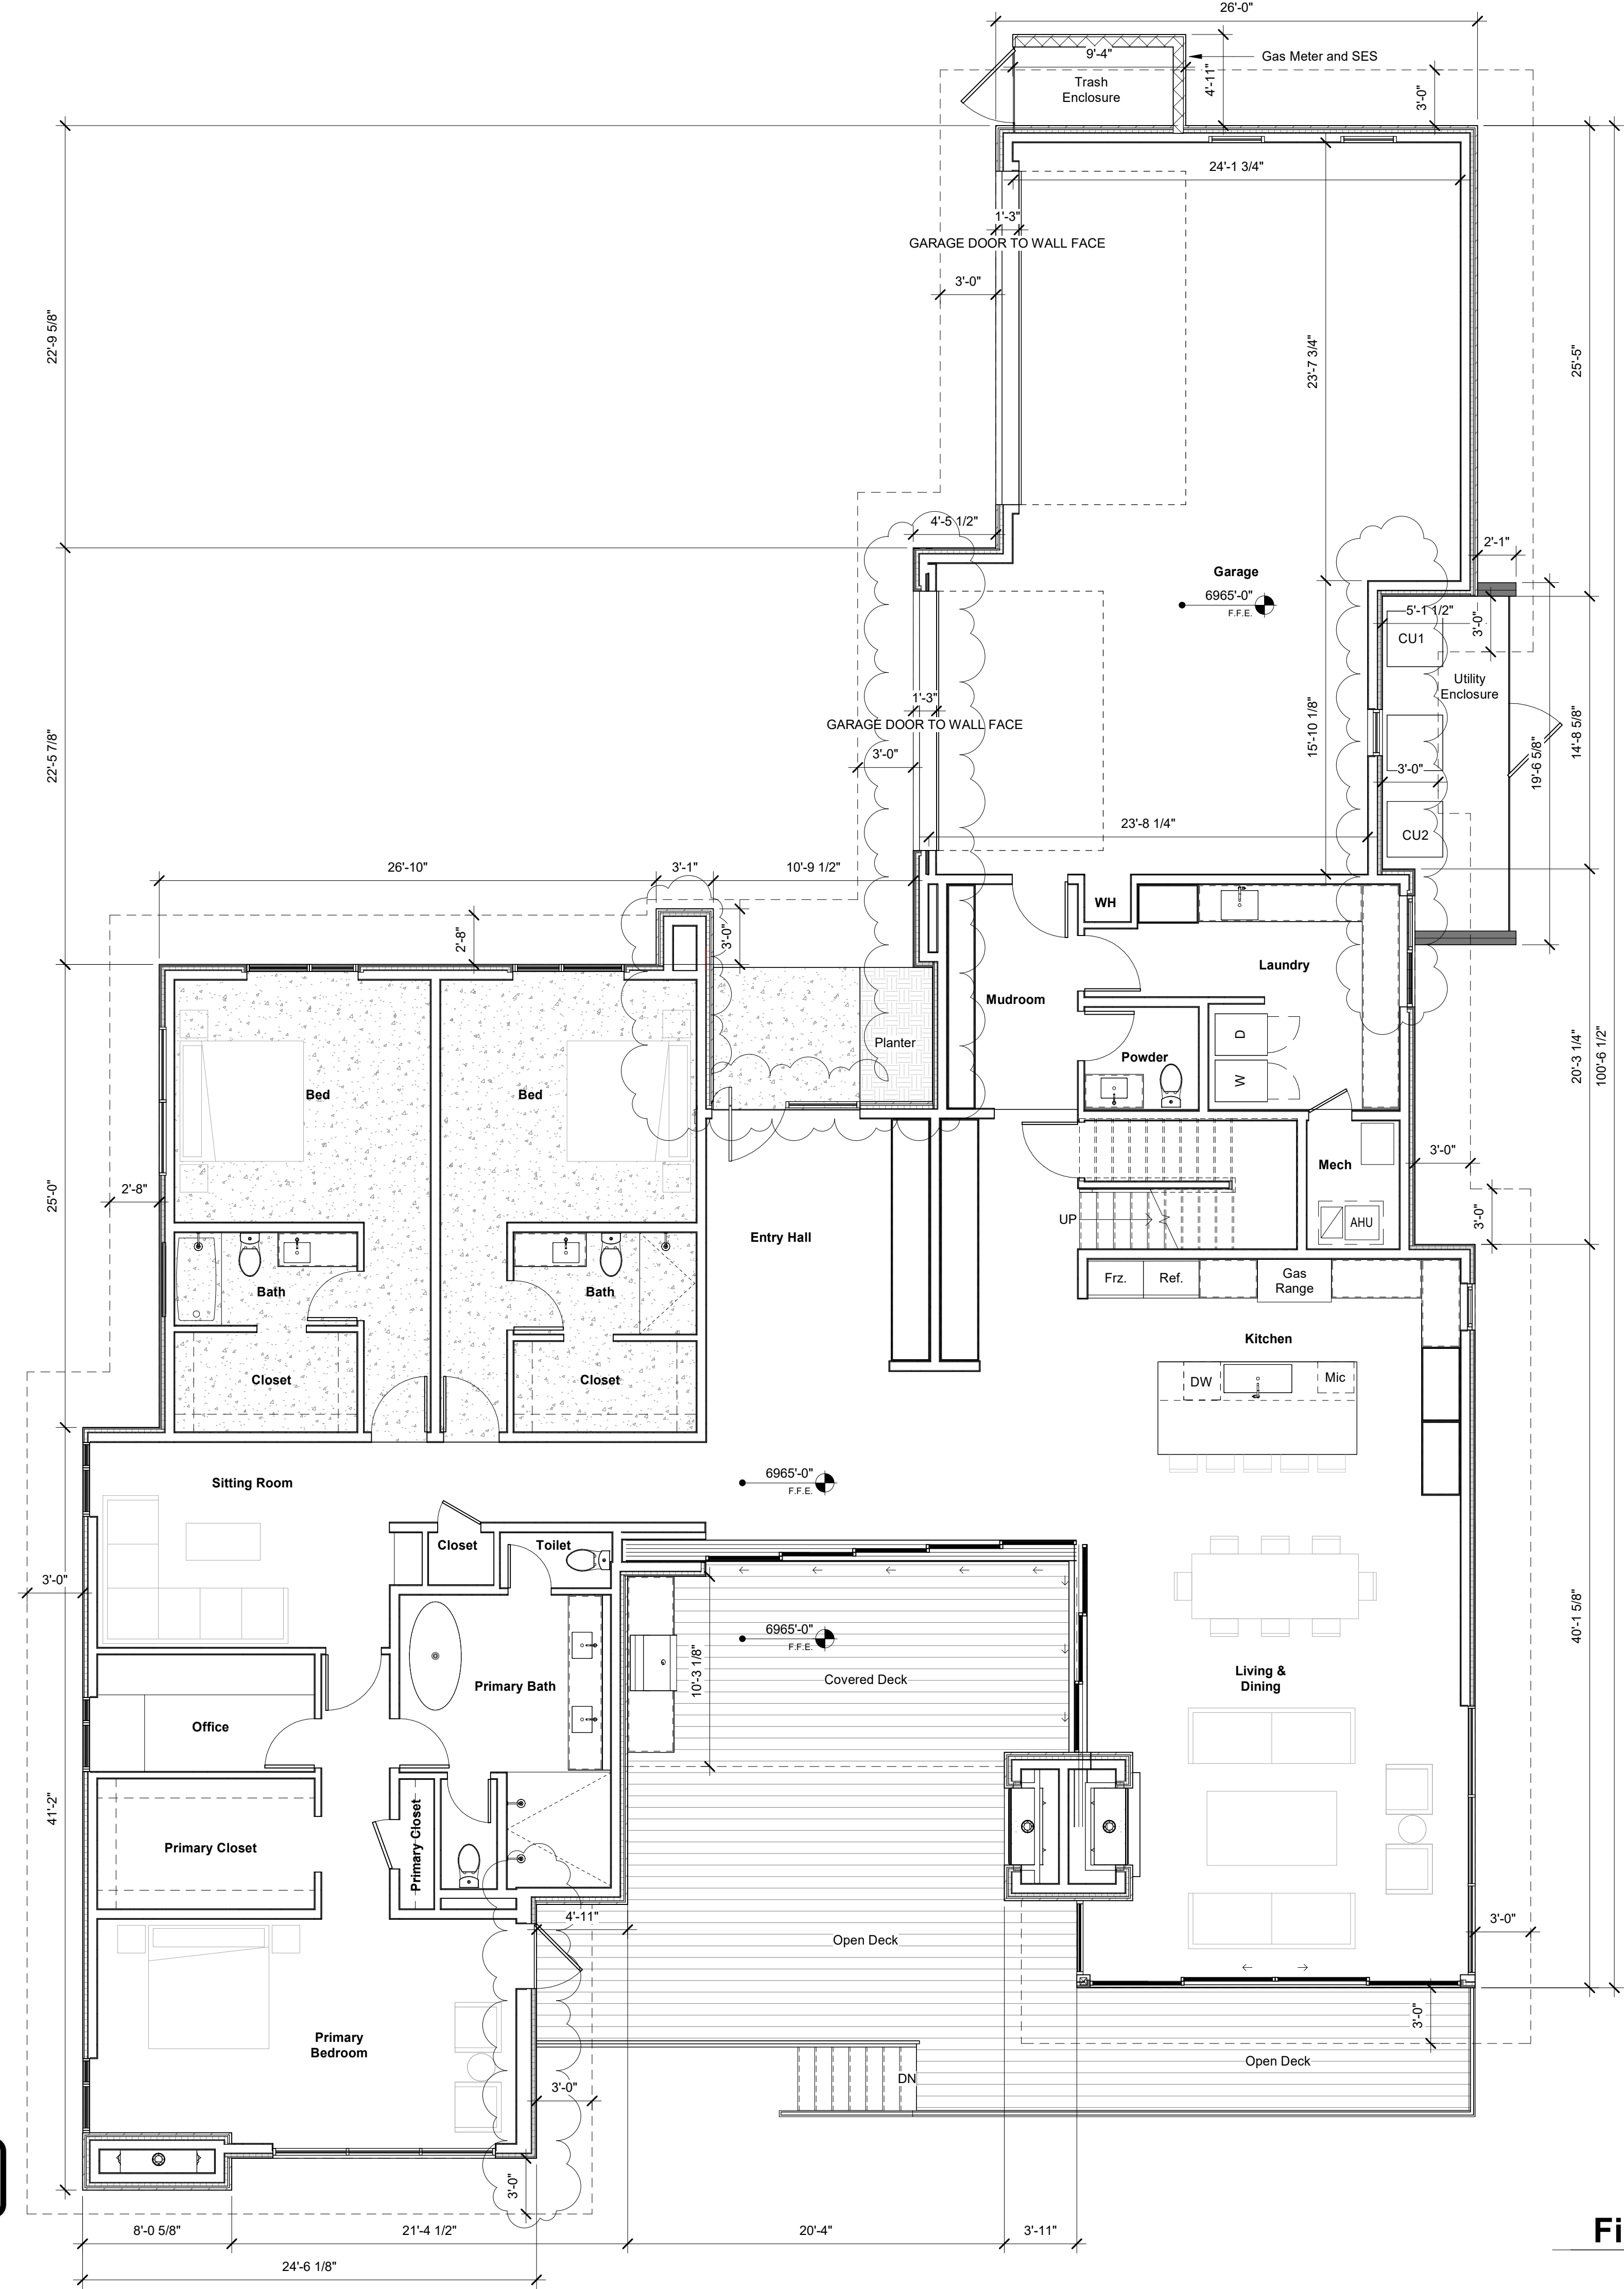 26'-0"
9'-4"
Gas Meter and SES
4'-11"
3'-0"
Trash
Enclosure
24'-1 3/4"
1'-3"
GARAGE DOOR TO WALL FACE
3'-0"
22'-9 5/8"
23'-7 3/4"
25'-5"
4'-5 1/2"
2'-1"
Garage
6965'-0"
F.F.E.
5'-1 1/2"
3'-0"
CU1
Utility
Enclosure
1'-3"
GARAGE DOOR TO WALL FACE
22'-5 7/8"
15'-10 1/8"
14'-8 5/8"
19'-6 5/8"
3'-0"
3'-0"
23'-8 1/4"
CU2
26'-10"
3'-1"
10'-9 1/2"
WH
2'-8"
3'-0"
Laundry
Mudroom
Planter
D
Powder
W
20'-3 1/4"
100'-6 1/2"
Bed
Bed
Mech
3'-0"
25'-0"
2'-8"
UP
AHU
3'-0"
Entry Hall
Bath
Bath
Frz.
Ref.
Gas
Range
Kitchen
Closet
Closet
DW
Mic
Sitting Room
6965'-0"
F.F.E.
Closet
Toilet
3'-0"
6965'-0"
F.F.E.
40'-1 5/8"
10'-3 1/8"
Covered Deck
Living &
Dining
Primary Bath
Office
41'-2"
Primary Closet
Primary Closet
4'-11"
Open Deck
3'-0"
Primary
Bedroom
3'-0"
Open Deck
DN
3'-0"
3'-0"
8'-0 5/8"
21'-4 1/2"
20'-4"
3'-11"
Fi
24'-6 1/8"